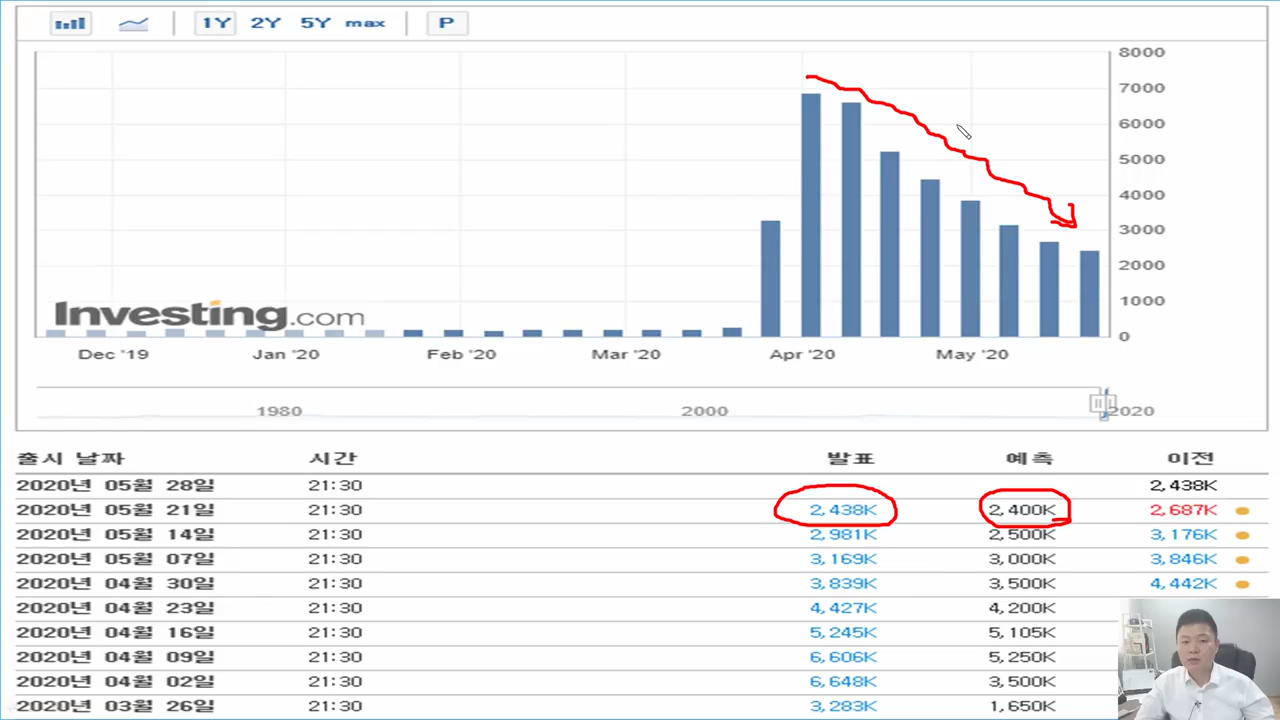 1Y 2Y 5Y max P
8000
7000
6000
5000
4000
3000
2000
1000
0
Investing.com
Dec '19 Jan '20 Feb '20 Mar '20 Apr '20 May '20
1980 2000 2020
출시 날짜 시간 발표 예측 이전
2020년 05월 28일 21:30 2,438K
2020년 05월 21일 21:30 2,438K 2,400K 2,687K
2020년 05월 14일 21:30 2,981K 2,500K 3,176K
2020년 05월 07일 21:30 3,169K 3,000K 3,846K
2020년 04월 30일 21:30 3,839K 3,500K 4,442K
2020년 04월 23일 21:30 4,427K 4,200K
2020년 04월 16일 21:30 5,245K 5,105K
2020년 04월 09일 21:30 6,606K 5,250K
2020년 04월 02일 21:30 6,648K 3,500K
2020년 03월 26일 21:30 3,283K 1,650K